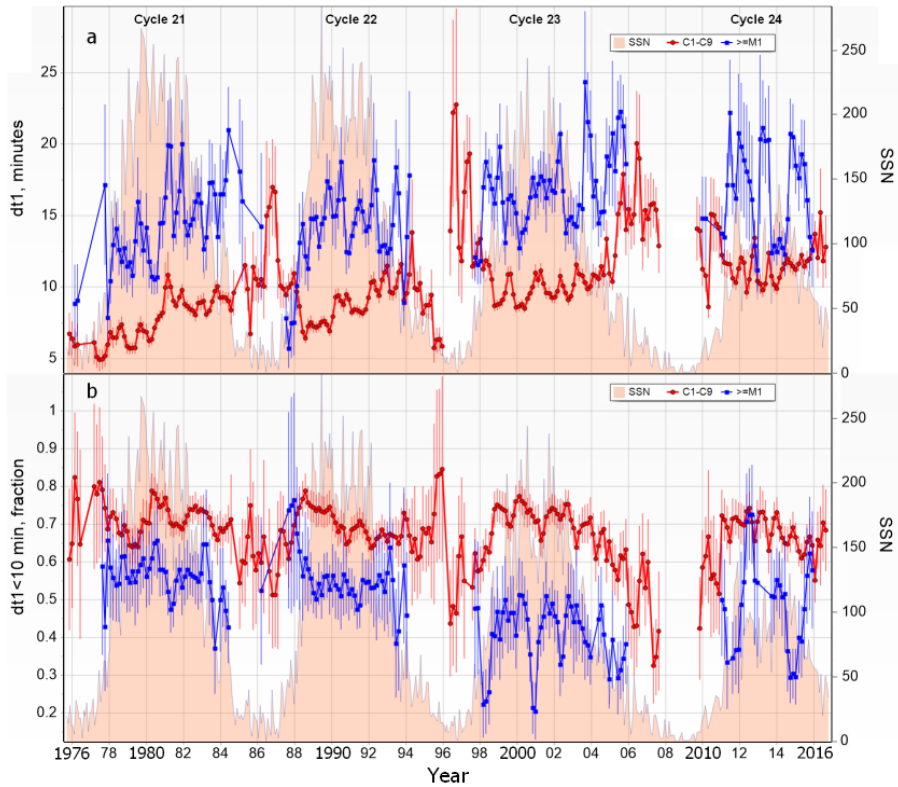 Cycle 21 Cycle 22 Cycle 23 Cycle 24
a
SSN C1-C9 >=M1
25
20
15
10
5
dt1, minutes
250
200
150
100
50
0
SSN
b
SSN C1-C9 >=M1
1
0.9
0.8
0.7
0.6
0.5
0.4
0.3
0.2
dt1<10 min, fraction
250
200
150
100
50
0
SSN
1976 78 1980 82 84 86 88 1990 92 94 96 98 2000 02 04 06 08 2010 12 14 2016
Year